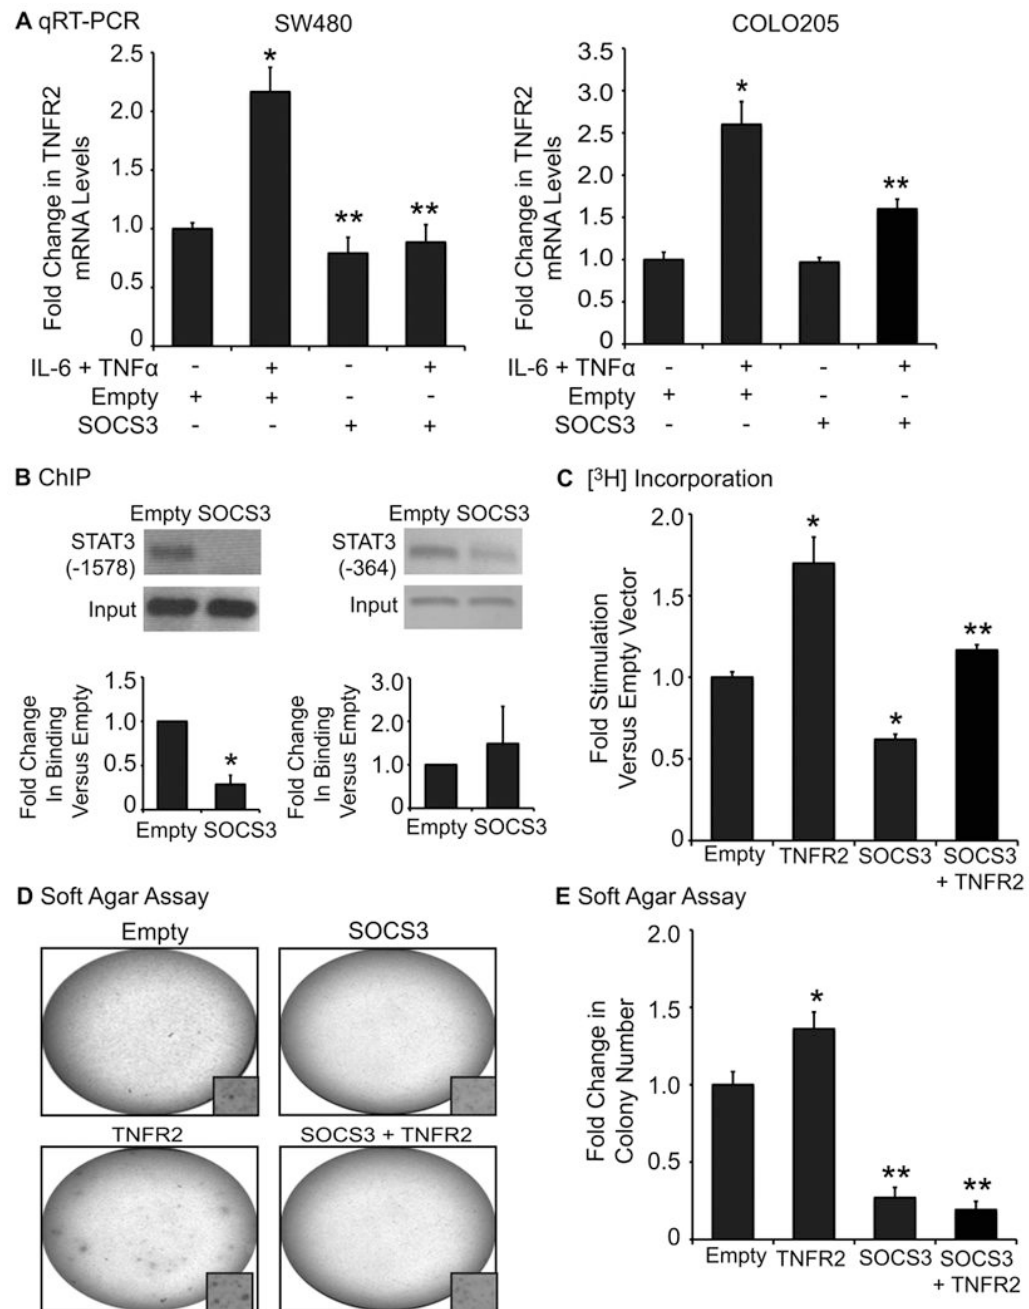 A qRT-PCR
SW480
Fold Change in TNFR2
mRNA Levels
2.5
2.0
1.5
1.0
0.5
0
*
**
**
IL-6 + TNFα - + - +
Empty + + - -
SOCS3 - - + +
COLO205
Fold Change in TNFR2
mRNA Levels
3.5
3.0
2.5
2.0
1.5
1.0
0.5
0
*
**
IL-6 + TNFα - + - +
Empty + + - -
SOCS3 - - + +
B ChIP
Empty SOCS3
STAT3
(-1578)
Input
Fold Change
In Binding
Versus Empty
1.5
1.0
0.5
0
*
Empty SOCS3
Empty SOCS3
STAT3
(-364)
Input
Fold Change
In Binding
Versus Empty
3.0
2.0
1.0
0
Empty SOCS3
C [³H] Incorporation
Fold Stimulation
Versus Empty Vector
2.0
1.5
1.0
0.5
0
*
*
**
Empty TNFR2 SOCS3 SOCS3
+ TNFR2
D Soft Agar Assay
Empty SOCS3
TNFR2 SOCS3 + TNFR2
E Soft Agar Assay
Fold Change in
Colony Number
2.0
1.5
1.0
0.5
0
*
**
**
Empty TNFR2 SOCS3 SOCS3
+ TNFR2